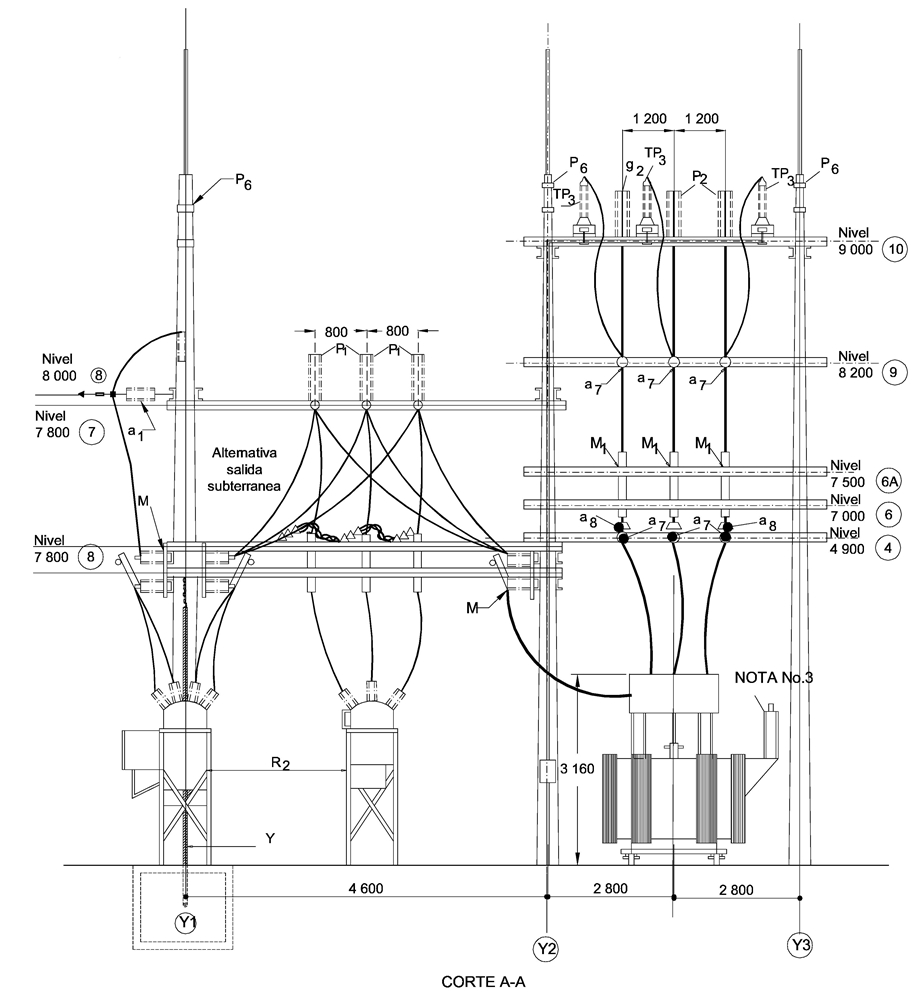 1 200
1 200
P6
TP3
g2
TP3
P2
TP3
P6
P6
Nivel
9 000
10
800
800
P1
P1
Nivel
8 000
8
Nivel
8 200
9
a7
a7
a7
Nivel
7 800
7
a1
Alternativa
salida
subterranea
M1
M1
M1
Nivel
7 500
6A
M
Nivel
7 000
6
a8
a7
a7
a8
Nivel
7 800
8
Nivel
4 900
4
M
NOTA No.3
R2
3 160
Y
4 600
2 800
2 800
Y1
Y2
Y3
CORTE A-A